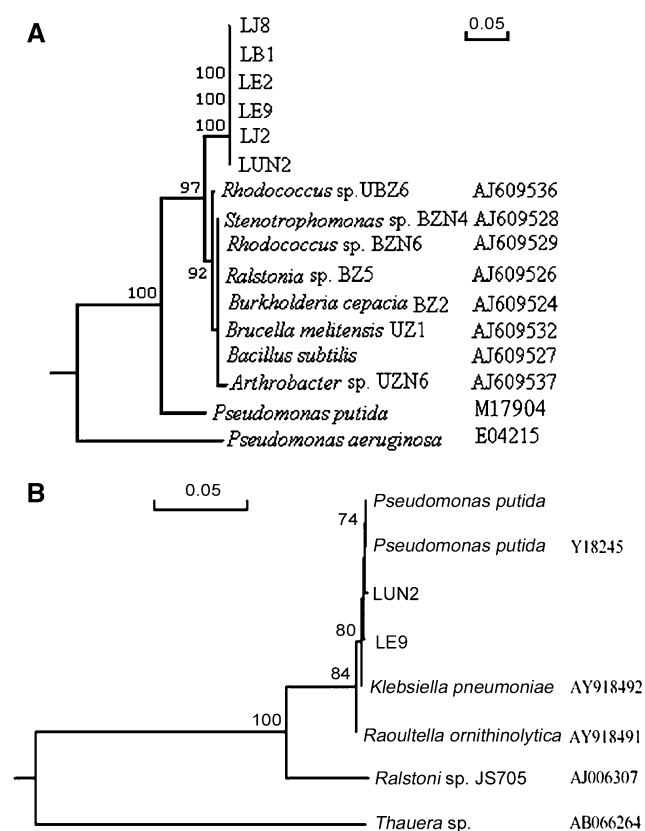 A
0.05
LJ8
LB1
100
LE2
100
LE9
100
LJ2
LUN2
97
Rhodococcus sp. UBZ6 AJ609536
Stenotrophomonas sp. BZN4 AJ609528
Rhodococcus sp. BZN6 AJ609529
92
Ralstonia sp. BZ5 AJ609526
100
Burkholderia cepacia BZ2 AJ609524
Brucella melitensis UZ1 AJ609532
Bacillus subtilis AJ609527
Arthrobacter sp. UZN6 AJ609537
Pseudomonas putida M17904
Pseudomonas aeruginosa E04215
B
0.05
Pseudomonas putida
74
Pseudomonas putida Y18245
LUN2
80
LE9
84
Klebsiella pneumoniae AY918492
100
Raoultella ornithinolytica AY918491
Ralstoni sp. JS705 AJ006307
Thauera sp. AB066264